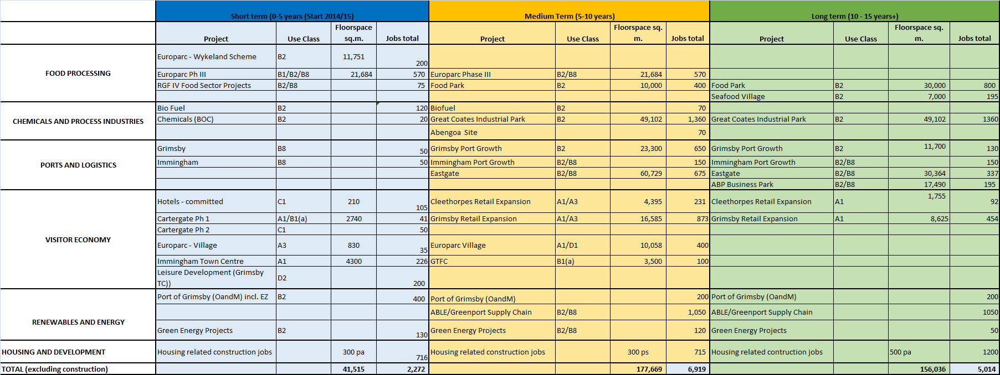 Short term (0-5 years (Start 2014/15) Medium Term (5-10 years) Long term (10 - 15 years+)
Project Use Class Floorspace sq.m. Jobs total Project Use Class Floorspace sq. m. Jobs total Project Use Class Floorspace sq. m. Jobs total
FOOD PROCESSING
Europarc - Wykeland Scheme B2 11,751 200
Europarc Ph III B1/B2/B8 21,684 570 Europarc Phase III B2/B8 21,684 570
RGF IV Food Sector Projects B2/B8 75 Food Park B2 10,000 400 Food Park B2 30,000 800
Seafood Village B2 7,000 195
CHEMICALS AND PROCESS INDUSTRIES
Bio Fuel B2 120 Biofuel B2 70
Chemicals (BOC) B2 20 Great Coates Industrial Park B2 49,102 1,360 Great Coates Industrial Park B2 49,102 1360
Abengoa Site 70
PORTS AND LOGISTICS
Grimsby B8 50 Grimsby Port Growth B2 23,300 650 Grimsby Port Growth B2 11,700 130
Immingham B8 50 Immingham Port Growth B2/B8 150 Immingham Port Growth B2/B8 150
Eastgate B2/B8 60,729 675 Eastgate B2/B8 30,364 337
ABP Business Park B2/B8 17,490 195
VISITOR ECONOMY
Hotels - committed C1 210 105 Cleethorpes Retail Expansion A1/A3 4,395 231 Cleethorpes Retail Expansion A1 1,755 92
Cartergate Ph 1 A1/B1(a) 2740 41 Grimsby Retail Expansion A1/A3 16,585 873 Grimsby Retail Expansion A1 8,625 454
Cartergate Ph 2 C1 50
Europarc - Village A3 830 35 Europarc Village A1/D1 10,058 400
Immingham Town Centre A1 4300 226 GTFC B1(a) 3,500 100
Leisure Development (Grimsby
TC)) D2 200
RENEWABLES AND ENERGY
Port of Grimsby (OandM) incl. EZ B2 400 Port of Grimsby (OandM) 200 Port of Grimsby (OandM) 200
ABLE/Greenport Supply Chain B2/B8 1,050 ABLE/Greenport Supply Chain 1050
Green Energy Projects B2 130 Green Energy Projects B2/B8 120 Green Energy Projects 50
HOUSING AND DEVELOPMENT Housing related construction jobs 300 pa 716 Housing related construction jobs 300 ps 715 Housing related contruction jobs 500 pa 1200
TOTAL (excluding construction) 41,515 2,272 177,669 6,919 156,036 5,014